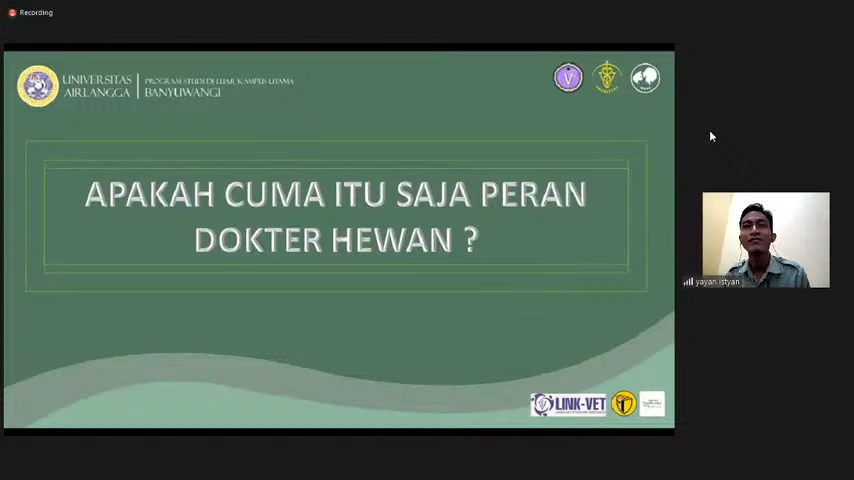 Recording
UNIVERSITAS
AIRLANGGA
PROGRAM STUDI DI LUAR KAMPUS UTAMA
BANYUWANGI
APAKAH CUMA ITU SAJA PERAN
DOKTER HEWAN ?
yayan istyan
LINK-VET